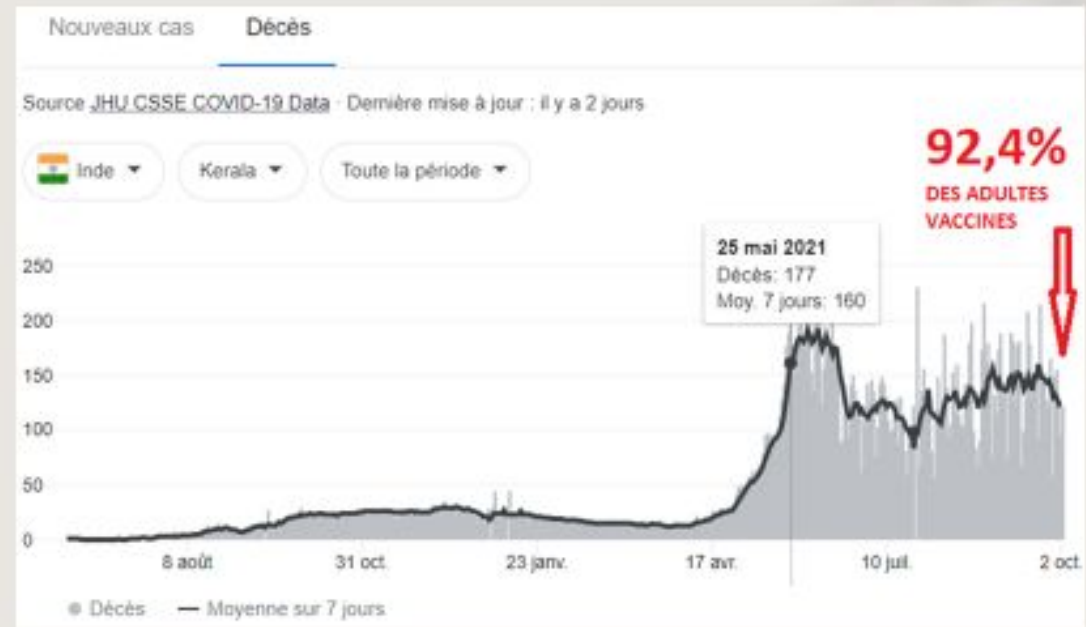 Nouveaux cas Décès
Source JHU CSSE COVID-19 Data · Dernière mise à jour : il y a 2 jours
Inde Kerala Toute la période
92,4%
DES ADULTES
VACCINES
25 mai 2021
Décès: 177
Moy. 7 jours: 160
250
200
150
100
50
0
8 août 31 oct. 23 janv. 17 avr. 10 juil. 2 oct.
Décès Moyenne sur 7 jours